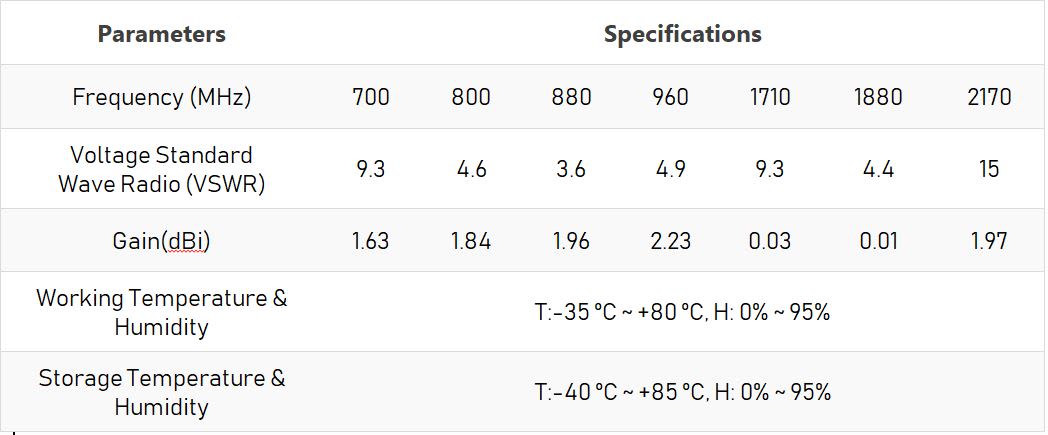 Parameters Specifications
Frequency (MHz) 700 800 880 960 1710 1880 2170
Voltage Standard
Wave Radio (VSWR) 9.3 4.6 3.6 4.9 9.3 4.4 15
Gain(dBi) 1.63 1.84 1.96 2.23 0.03 0.01 1.97
Working Temperature &
Humidity
T:-35 °C ~ +80 °C, H: 0% ~ 95%
Storage Temperature &
Humidity
T:-40 °C ~ +85 °C, H: 0% ~ 95%